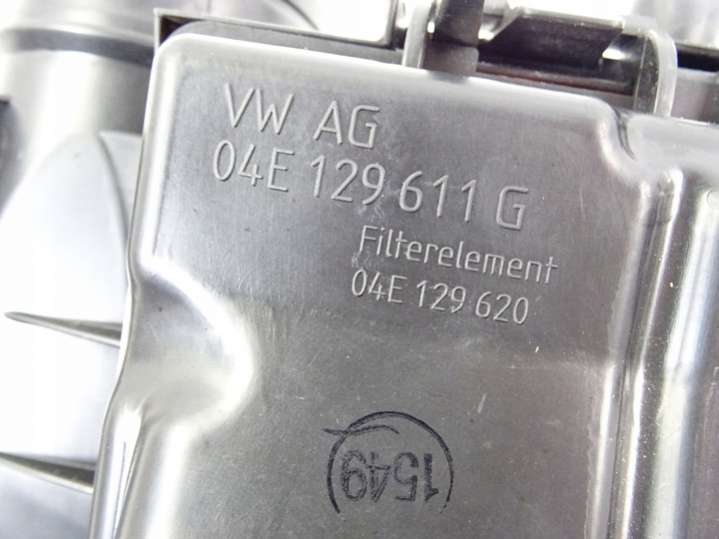 VW AG
04E 129 611 G
Filterelement
04E 129 620
1549